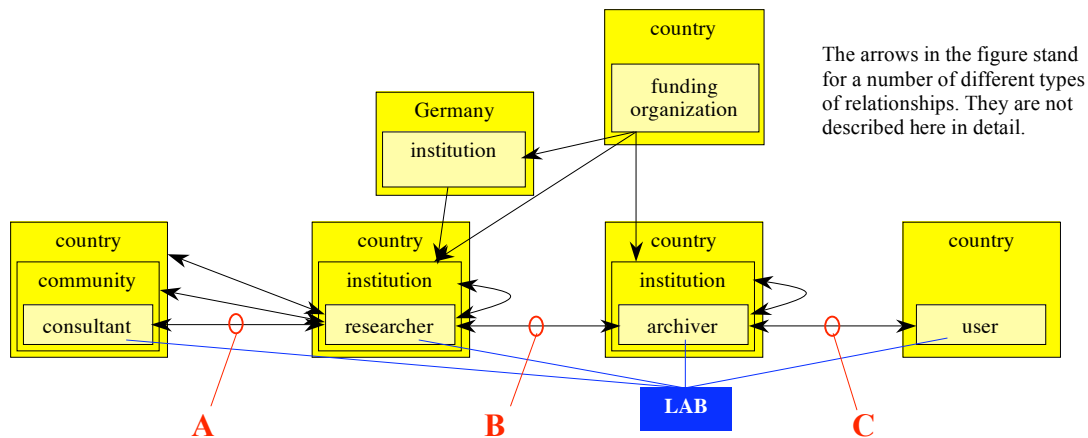 country
funding
organization
The arrows in the figure stand
for a number of different types
of relationships. They are not
described here in detail.
Germany
institution
country
community
consultant
country
institution
researcher
country
institution
archiver
country
user
LAB
A
B
C